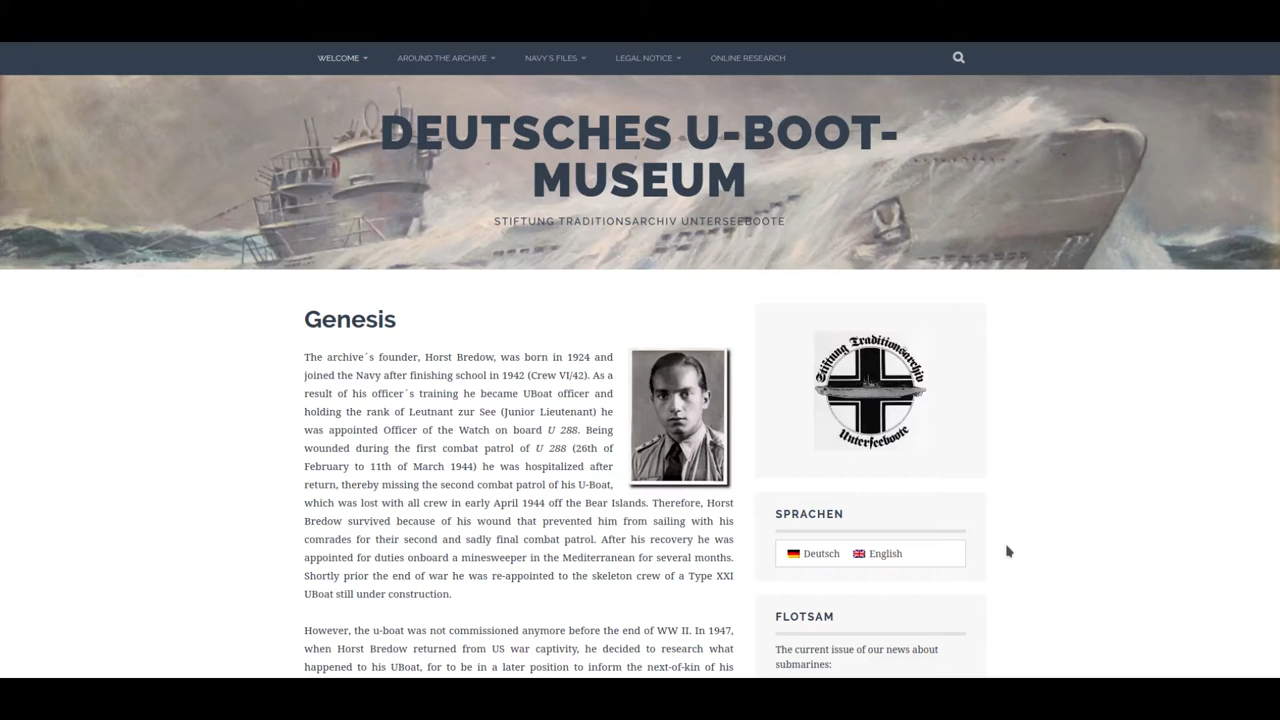 WELCOME
AROUND THE ARCHIVE
NAVY'S FILES
LEGAL NOTICE
ONLINE RESEARCH
DEUTSCHES U-BOOT-
MUSEUM
STIFTUNG TRADITIONSARCHIV UNTERSEEBOOTE
Genesis
The archive´s founder, Horst Bredow, was born in 1924 and
joined the Navy after finishing school in 1942 (Crew VI/42). As a
result of his officer´s training he became UBoat officer and
holding the rank of Leutnant zur See (Junior Lieutenant) he
was appointed Officer of the Watch on board U 288. Being
wounded during the first combat patrol of U 288 (26th of
February to 11th of March 1944) he was hospitalized after
return, thereby missing the second combat patrol of his U-Boat,
which was lost with all crew in early April 1944 off the Bear Islands. Therefore, Horst
Bredow survived because of his wound that prevented him from sailing with his
comrades for their second and sadly final combat patrol. After his recovery he was
appointed for duties onboard a minesweeper in the Mediterranean for several months.
Shortly prior the end of war he was re-appointed to the skeleton crew of a Type XXI
UBoat still under construction.
However, the u-boat was not commissioned anymore before the end of WW II. In 1947,
when Horst Bredow returned from US war captivity, he decided to research what
happened to his UBoat, for to be in a later position to inform the next-of-kin of his
Stiftung Traditionsarchiv
Unterseeboote
SPRACHEN
Deutsch English
FLOTSAM
The current issue of our news about
submarines: